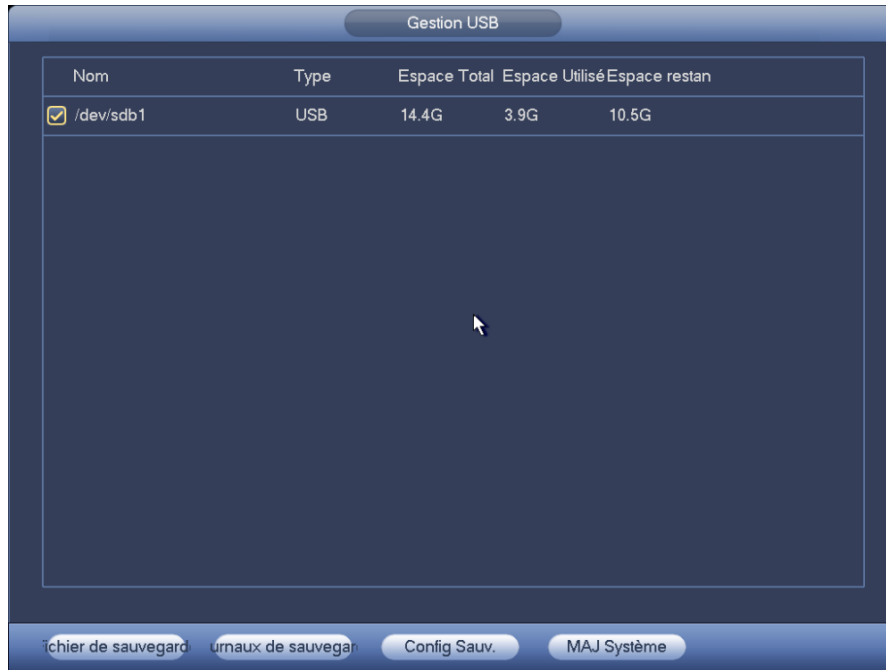 Gestion USB
Nom Type Espace Total Espace Utilisé Espace restan
/dev/sdb1 USB 14.4G 3.9G 10.5G
ichier de sauvegard urnaux de sauvegar Config Sauv. MAJ Système